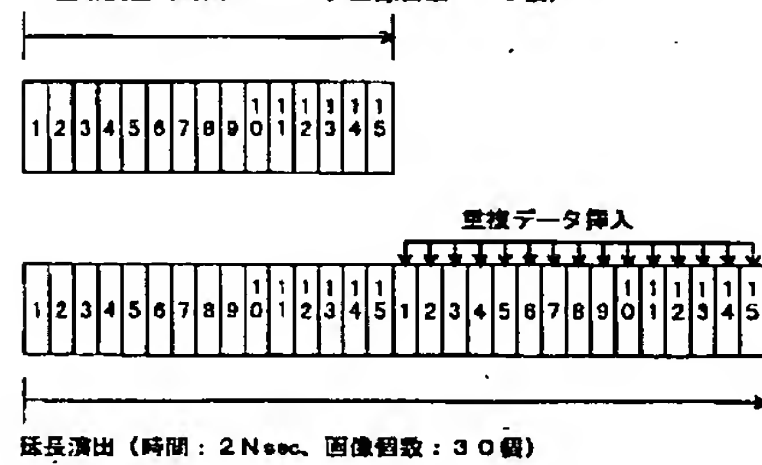 1 2 3 4 5 6 7 8 9 10 11 12 13 14 15
重複データ挿入
1 2 3 4 5 6 7 8 9 10 11 12 13 14 15 1 2 3 4 5 6 7 8 9 10 11 12 13 14 15
延長演出（時間：2Nsec、画像個数：30個）